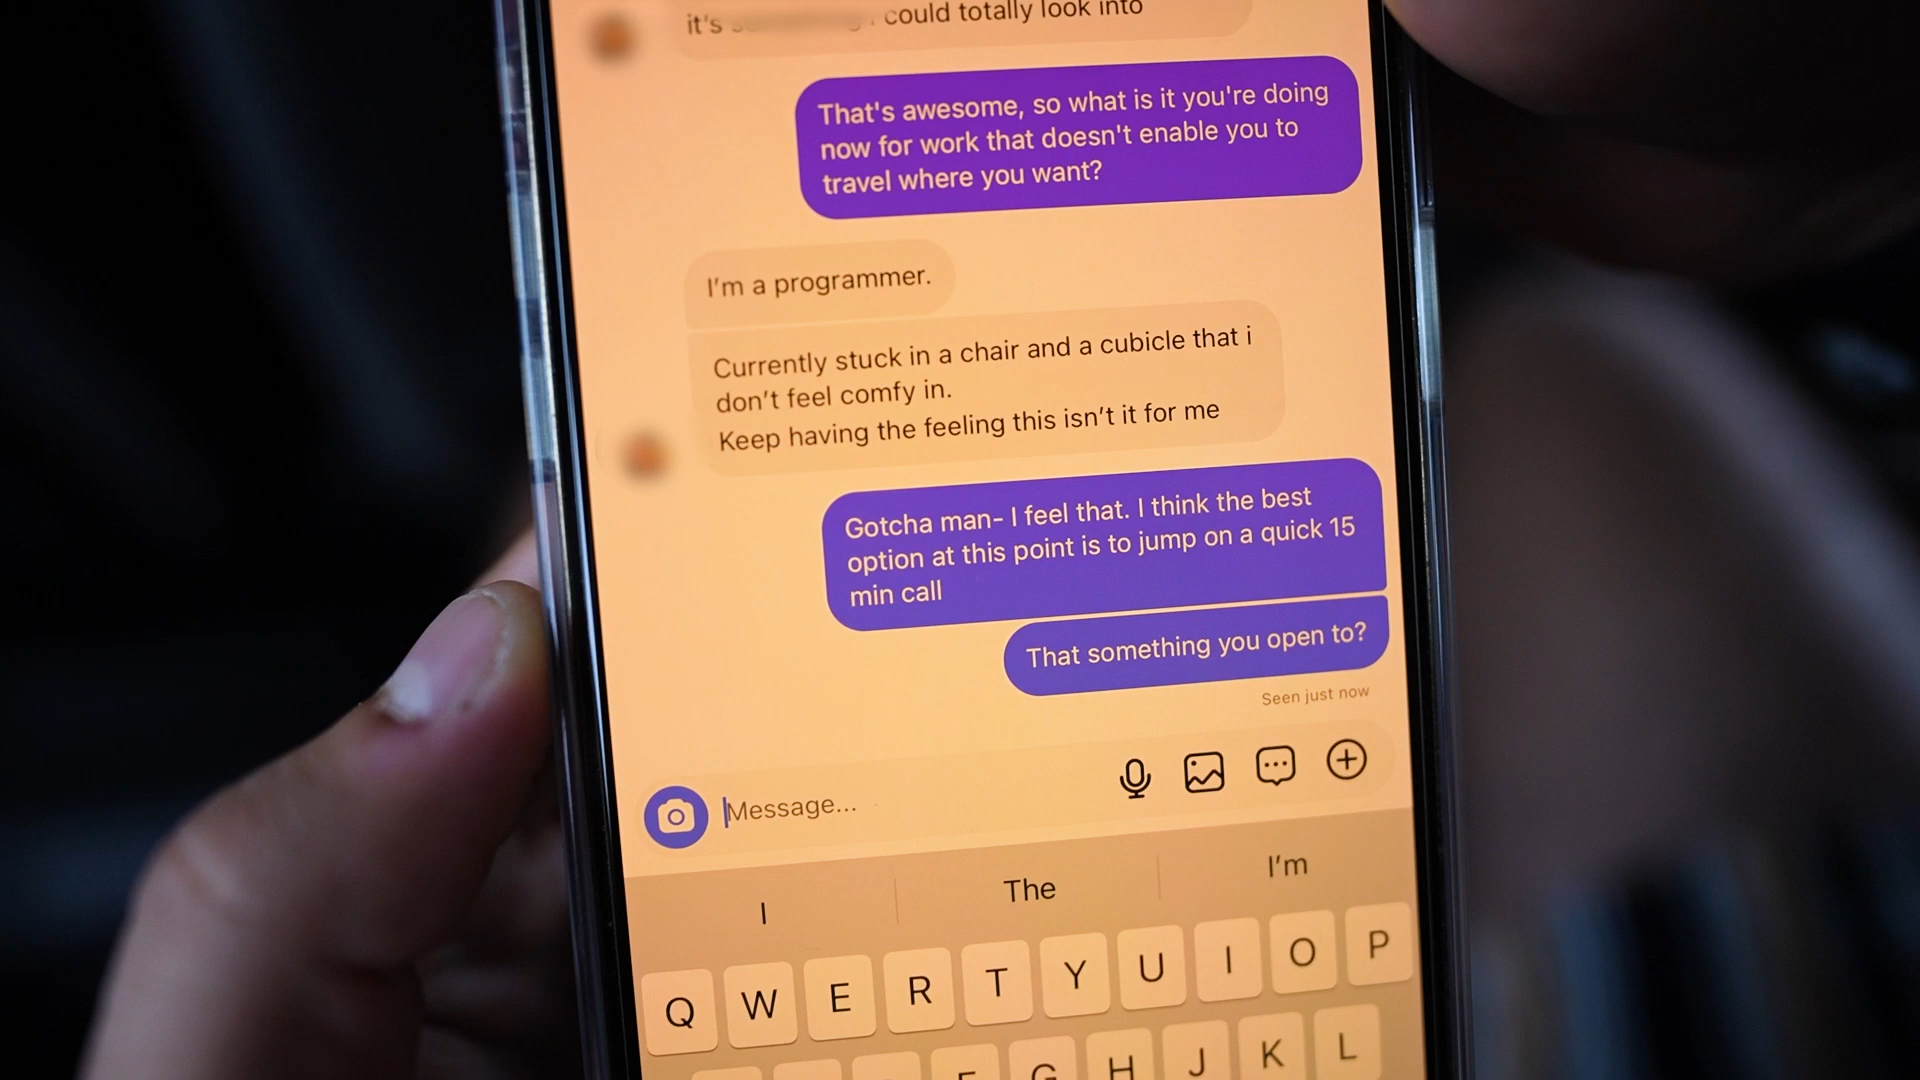 it's could totally look into
That's awesome, so what is it you're doing
now for work that doesn't enable you to
travel where you want?
I'm a programmer.
Currently stuck in a chair and a cubicle that i
don't feel comfy in.
Keep having the feeling this isn't it for me
Gotcha man- I feel that. I think the best
option at this point is to jump on a quick 15
min call
That something you open to?
Seen just now
Message...
I The I'm
Q W E R T Y U I O P
F G H J K L